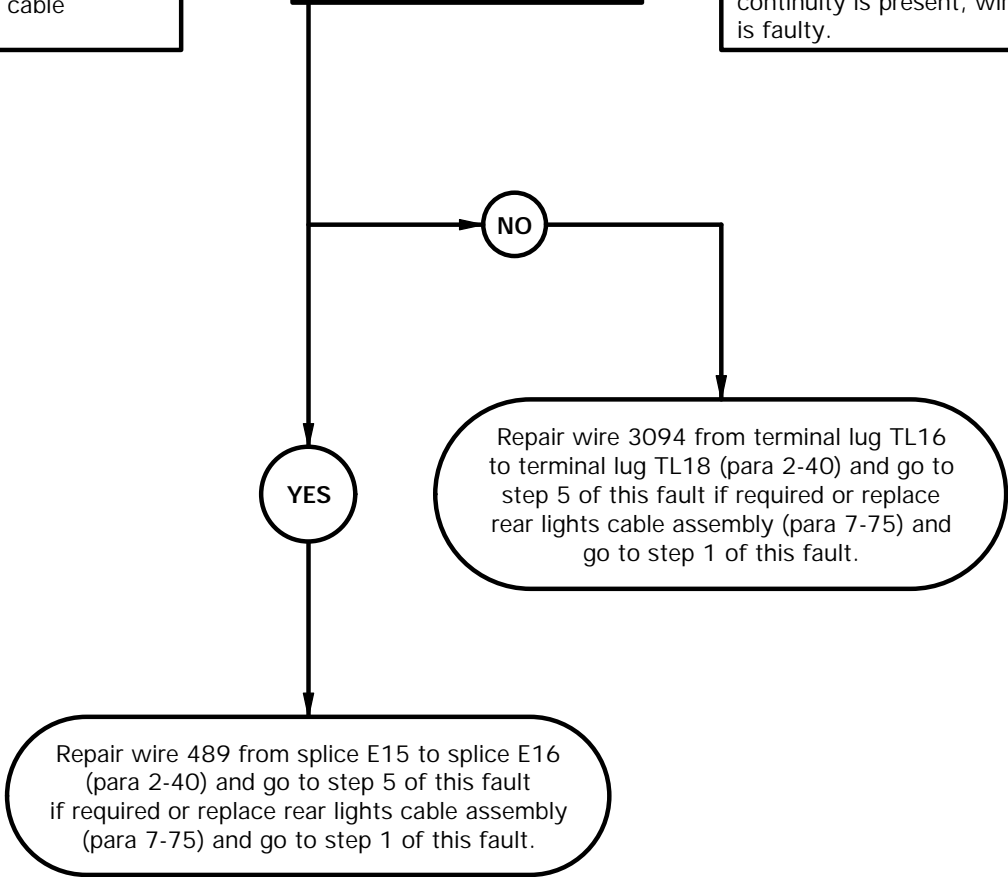 cable
continuity is present, wi
is faulty.
NO
Repair wire 3094 from terminal lug TL16
to terminal lug TL18 (para 2-40) and go to
step 5 of this fault if required or replace
rear lights cable assembly (para 7-75) and
go to step 1 of this fault.
YES
Repair wire 489 from splice E15 to splice E16
(para 2-40) and go to step 5 of this fault
if required or replace rear lights cable assembly
(para 7-75) and go to step 1 of this fault.